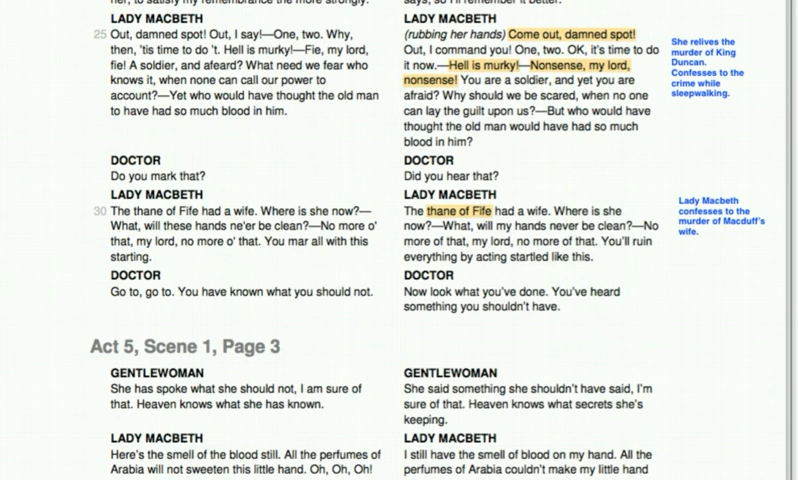 LADY MACBETH
25 Out, damned spot! Out, I say!—One, two. Why,
then, 'tis time to do 't. Hell is murky!—Fie, my lord,
fie! A soldier, and afeard? What need we fear who
knows it, when none can call our power to
account?—Yet who would have thought the old man
to have had so much blood in him.
DOCTOR
Do you mark that?
LADY MACBETH
30 The thane of Fife had a wife. Where is she now?—
What, will these hands ne'er be clean?—No more o'
that, my lord, no more o' that. You mar all with this
starting.
DOCTOR
Go to, go to. You have known what you should not.
LADY MACBETH
(rubbing her hands) Come out, damned spot!
Out, I command you! One, two. OK, it's time to do
it now.—Hell is murky!—Nonsense, my lord,
nonsense! You are a soldier, and yet you are
afraid? Why should we be scared, when no one
can lay the guilt upon us?—But who would have
thought the old man would have had so much
blood in him?
DOCTOR
Did you hear that?
LADY MACBETH
The thane of Fife had a wife. Where is she
now?—What, will my hands never be clean?—No
more of that, my lord, no more of that. You'll ruin
everything by acting startled like this.
DOCTOR
Now look what you've done. You've heard
something you shouldn't have.
She relives the
murder of King
Duncan.
Confesses to the
crime while
sleepwalking.
Lady Macbeth
confesses to the
murder of Macduff's
wife.
Act 5, Scene 1, Page 3
GENTLEWOMAN
She has spoke what she should not, I am sure of
that. Heaven knows what she has known.
LADY MACBETH
Here's the smell of the blood still. All the perfumes of
Arabia will not sweeten this little hand. Oh, Oh, Oh!
GENTLEWOMAN
She said something she shouldn't have said, I'm
sure of that. Heaven knows what secrets she's
keeping.
LADY MACBETH
I still have the smell of blood on my hand. All the
perfumes of Arabia couldn't make my little hand